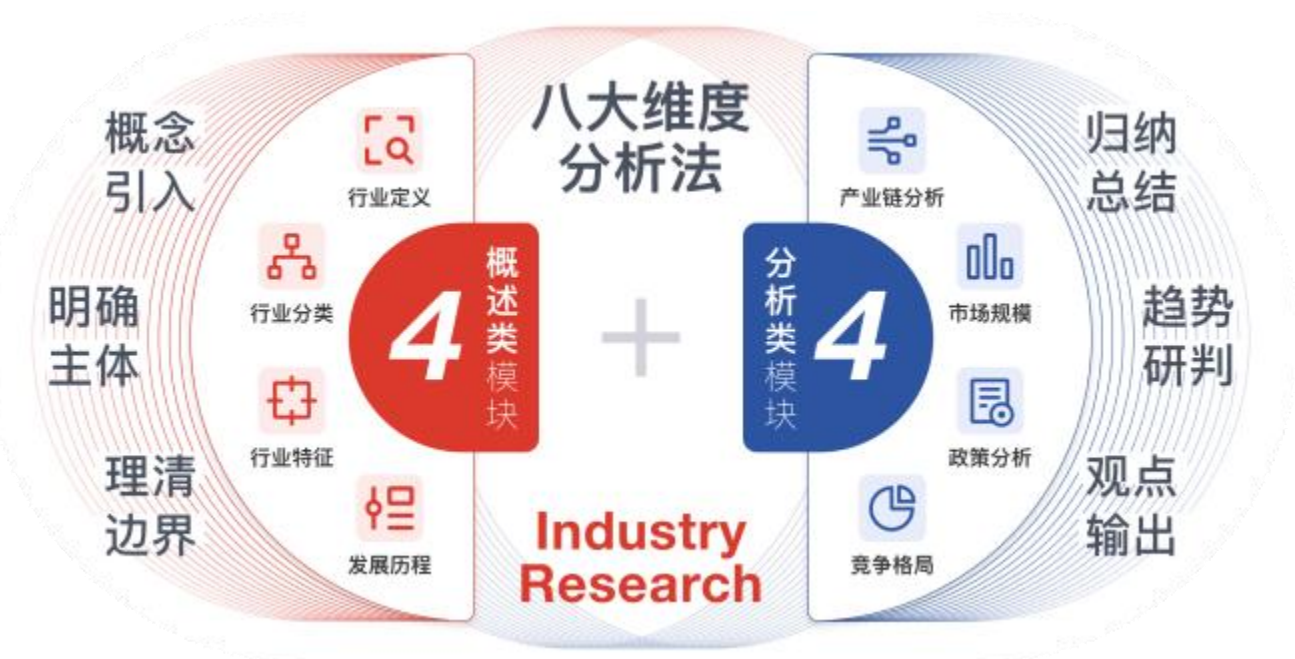 八大维度
分析法
概念
引入
明确
主体
理清
边界
行业定义
行业分类
行业特征
发展历程
4
概述类模块
分析类模块
4
产业链分析
市场规模
政策分析
竞争格局
归纳
总结
趋势
研判
观点
输出
Industry
Research